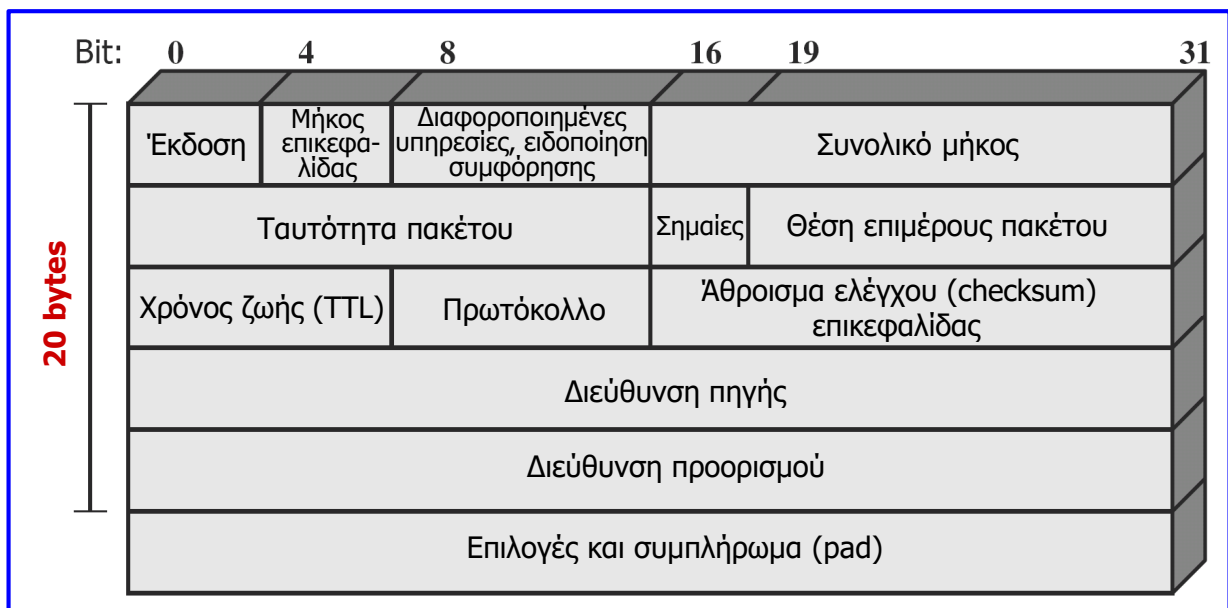 Bit: 0 4 8 16 19 31
Έκδοση
Μήκος
επικεφα-
λίδας
Διαφοροποιημένες
υπηρεσίες, ειδοποίηση
συμφόρησης
Συνολικό μήκος
Ταυτότητα πακέτου
Σημαίες
Θέση επιμέρους πακέτου
Χρόνος ζωής (TTL)
Πρωτόκολλο
Άθροισμα ελέγχου (checksum)
επικεφαλίδας
Διεύθυνση πηγής
Διεύθυνση προορισμού
Επιλογές και συμπλήρωμα (pad)
20 bytes